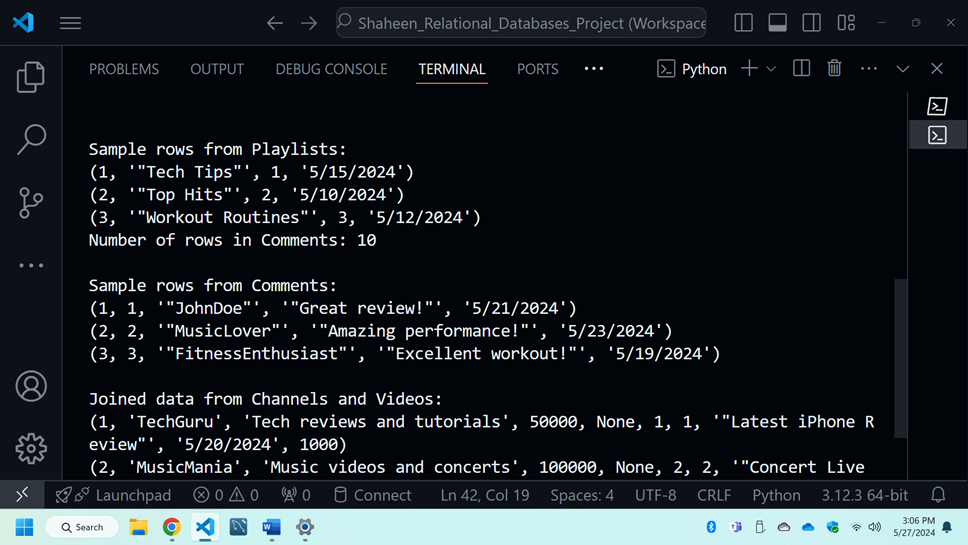 Shaheen_Relational_Databases_Project (Workspace
PROBLEMS OUTPUT DEBUG CONSOLE TERMINAL PORTS ··· Python
Sample rows from Playlists:
(1, '"Tech Tips"', 1, '5/15/2024')
(2, '"Top Hits"', 2, '5/10/2024')
(3, '"Workout Routines"', 3, '5/12/2024')
Number of rows in Comments: 10
Sample rows from Comments:
(1, 1, '"JohnDoe"', '"Great review!"', '5/21/2024')
(2, 2, '"MusicLover"', '"Amazing performance!"', '5/23/2024')
(3, 3, '"FitnessEnthusiast"', '"Excellent workout!"', '5/19/2024')
Joined data from Channels and Videos:
(1, 'TechGuru', 'Tech reviews and tutorials', 50000, None, 1, 1, '"Latest iPhone R
eview"', '5/20/2024', 1000)
(2, 'MusicMania', 'Music videos and concerts', 100000, None, 2, 2, '"Concert Live
Launchpad 0 0 0 Connect Ln 42, Col 19 Spaces: 4 UTF-8 CRLF Python 3.12.3 64-bit
Search
3:06 PM
5/27/2024